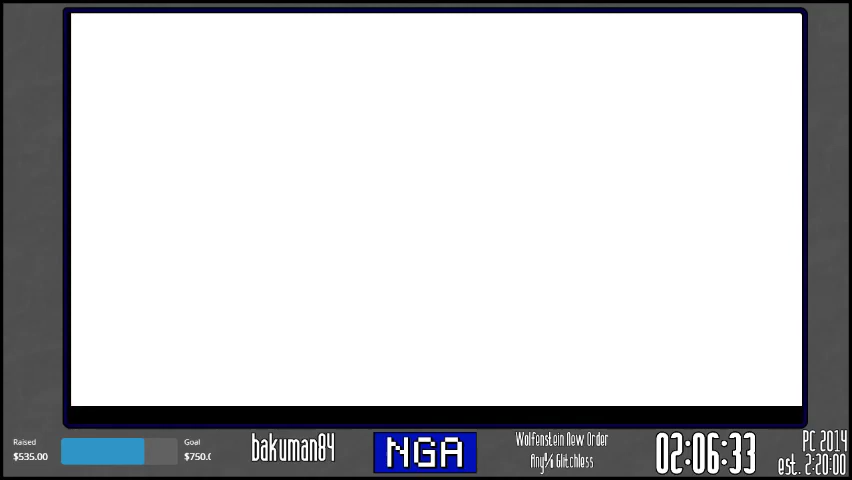 Raised
$535.00
Goal
$750.(
bakuman84
NGA
Wolfenstein New Order
Any% Glitchless
02:06:33
PC 2014
est. 2:20:00